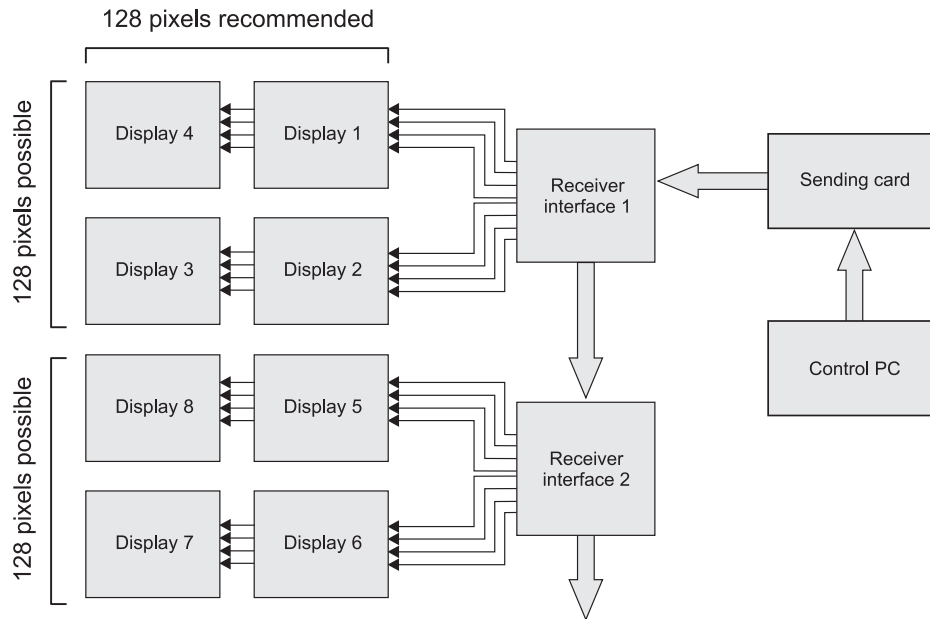 128 pixels recommended
128 pixels possible
Display 4
Display 1
Display 3
Display 2
Receiver
interface 1
Sending card
Control PC
128 pixels possible
Display 8
Display 5
Display 7
Display 6
Receiver
interface 2